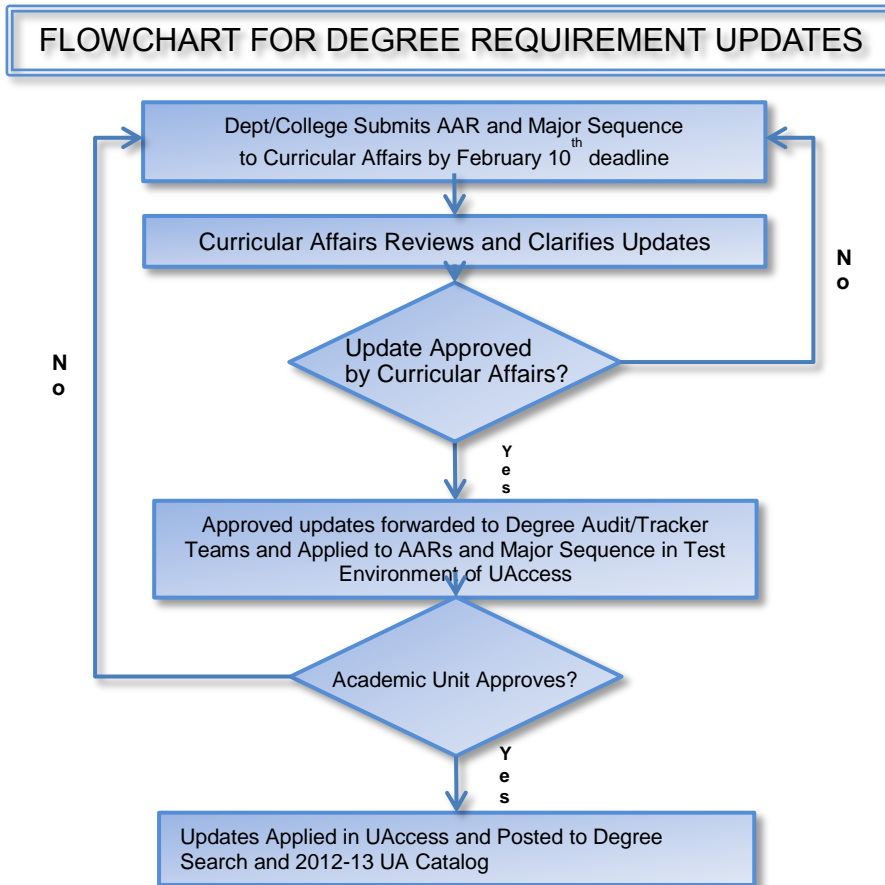 FLOWCHART FOR DEGREE REQUIREMENT UPDATES
Dept/College Submits AAR and Major Sequence
to Curricular Affairs by February 10th deadline
Curricular Affairs Reviews and Clarifies Updates
No
Update Approved
by Curricular Affairs?
No
Yes
Approved updates forwarded to Degree Audit/Tracker
Teams and Applied to AARs and Major Sequence in Test
Environment of UAccess
Academic Unit Approves?
Yes
Updates Applied in UAccess and Posted to Degree
Search and 2012-13 UA Catalog